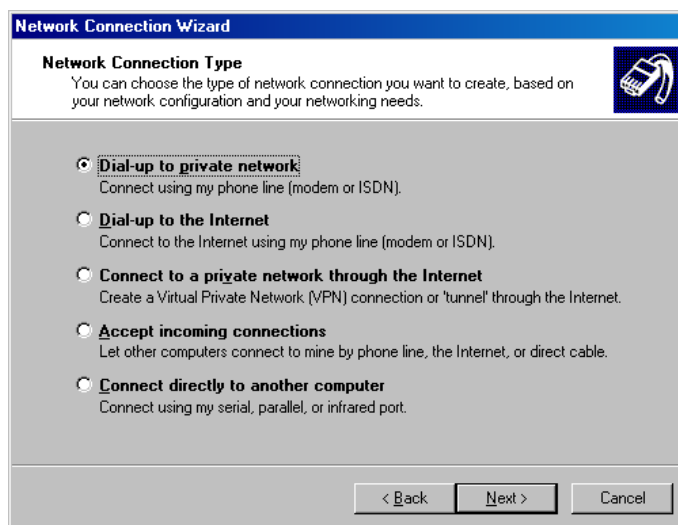 Network Connection Wizard
Network Connection Type
You can choose the type of network connection you want to create, based on
your network configuration and your networking needs.
Dial-up to private network
Connect using my phone line (modem or ISDN).
Dial-up to the Internet
Connect to the Internet using my phone line (modem or ISDN).
Connect to a private network through the Internet
Create a Virtual Private Network (VPN) connection or 'tunnel' through the Internet.
Accept incoming connections
Let other computers connect to mine by phone line, the Internet, or direct cable.
Connect directly to another computer
Connect using my serial, parallel, or infrared port.
< Back Next > Cancel